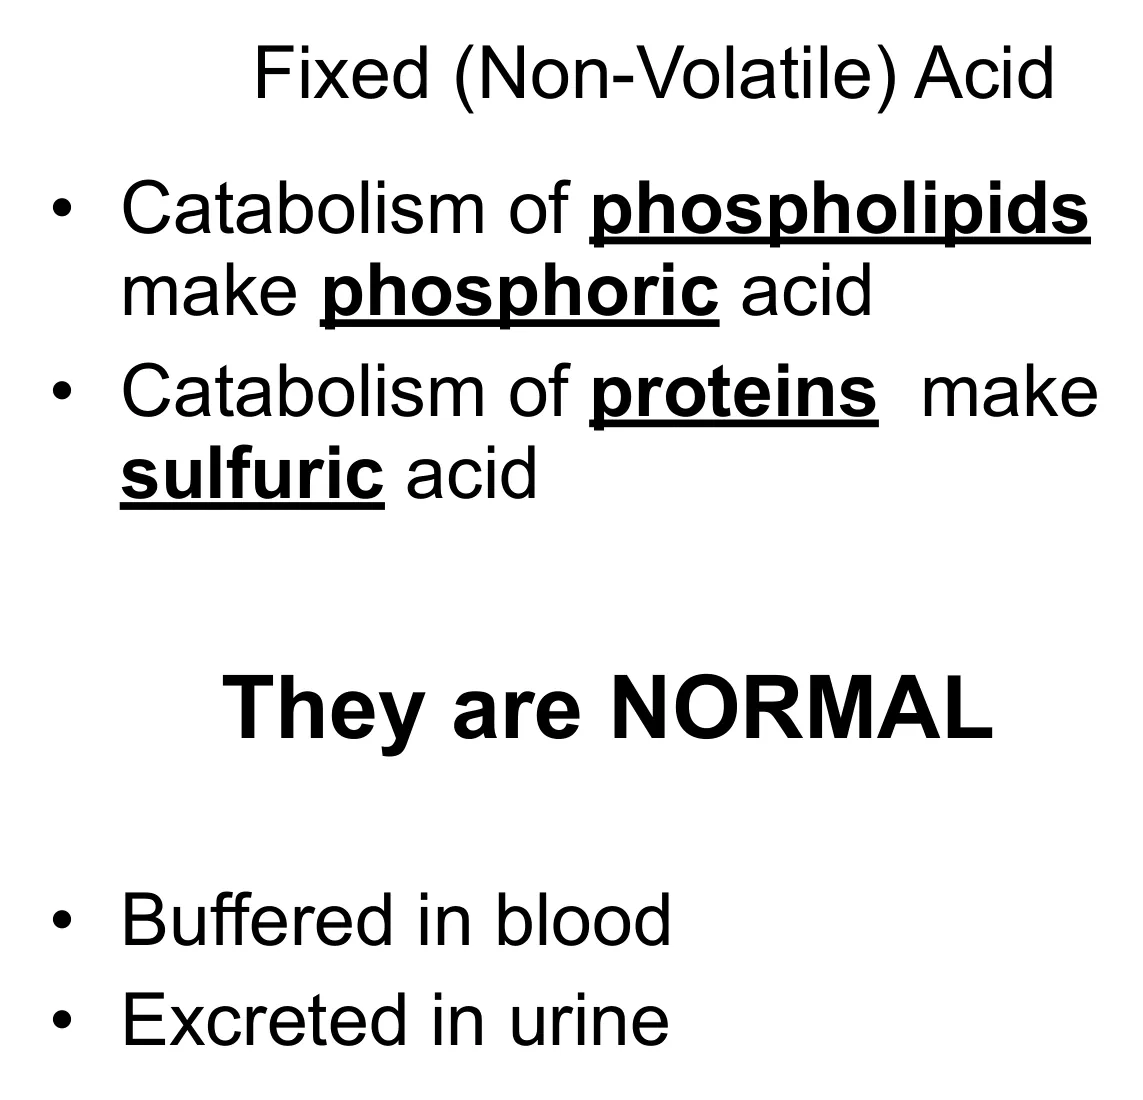 Fixed (Non-Volatile) Acid
• Catabolism of phospholipids
make phosphoric acid
• Catabolism of proteins make
sulfuric acid
They are NORMAL
• Buffered in blood
• Excreted in urine